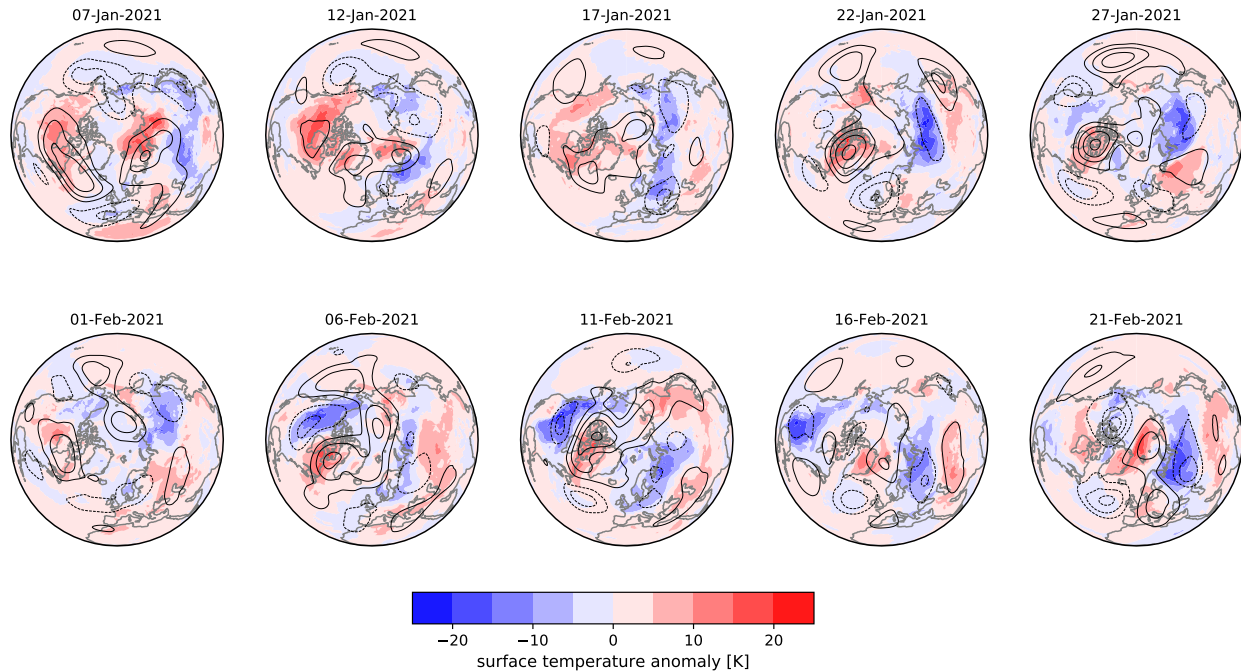 07-Jan-2021
12-Jan-2021
17-Jan-2021
22-Jan-2021
27-Jan-2021
01-Feb-2021
06-Feb-2021
11-Feb-2021
16-Feb-2021
21-Feb-2021
−20 −10 0 10 20
surface temperature anomaly [K]